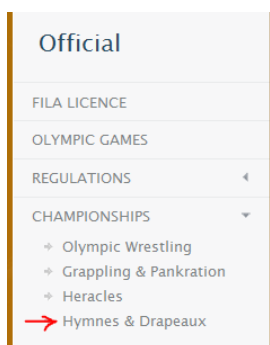 Official
FILA LICENCE
OLYMPIC GAMES
REGULATIONS
CHAMPIONSHIPS
Olympic Wrestling
Grappling & Pankration
Heracles
Hymnes & Drapeaux